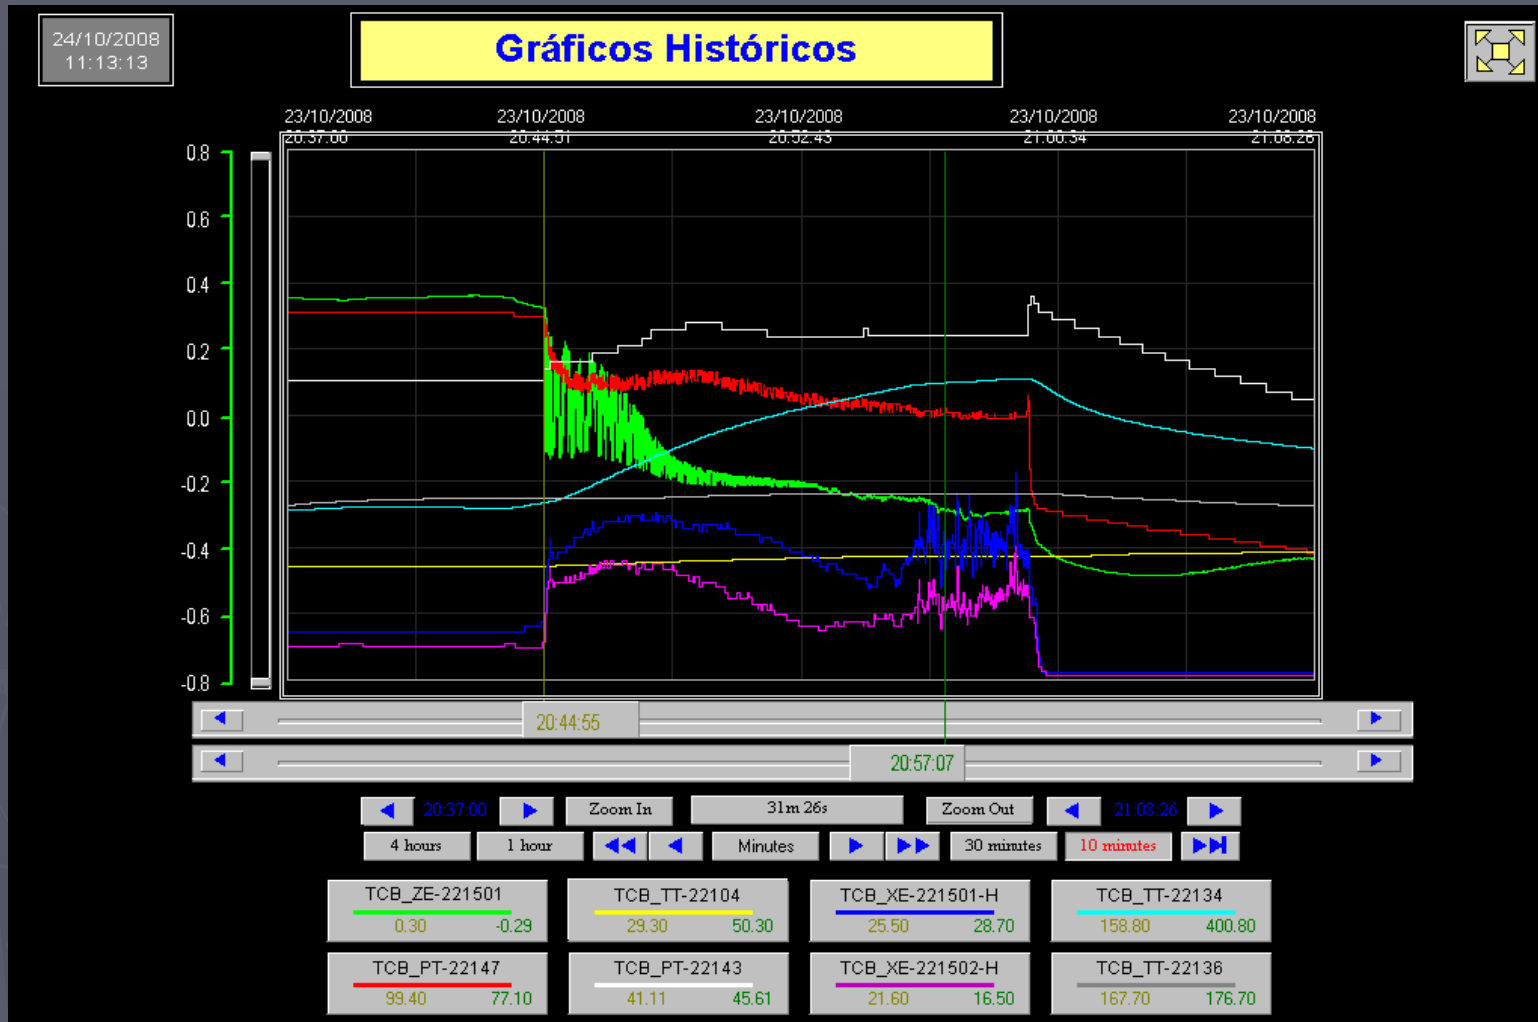 24/10/2008
11:13:13
Gráficos Históricos
23/10/2008 23/10/2008 23/10/2008 23/10/2008 23/10/2008
20:37:00 20:44:51 20:52:43 21:00:34 21:08:26
0.8
0.6
0.4
0.2
0.0
-0.2
-0.4
-0.6
-0.8
20:44:55
20:57:07
20:37:00 Zoom In 31m 26s Zoom Out 21:08:26
4 hours 1 hour Minutes 30 minutes 10 minutes
TCB_ZE-221501 TCB_TT-22104 TCB_XE-221501-H TCB_TT-22134
0.30 -0.29 29.30 50.30 25.50 28.70 158.80 400.80
TCB_PT-22147 TCB_PT-22143 TCB_XE-221502-H TCB_TT-22136
99.40 77.10 41.11 45.61 21.60 16.50 167.70 176.70